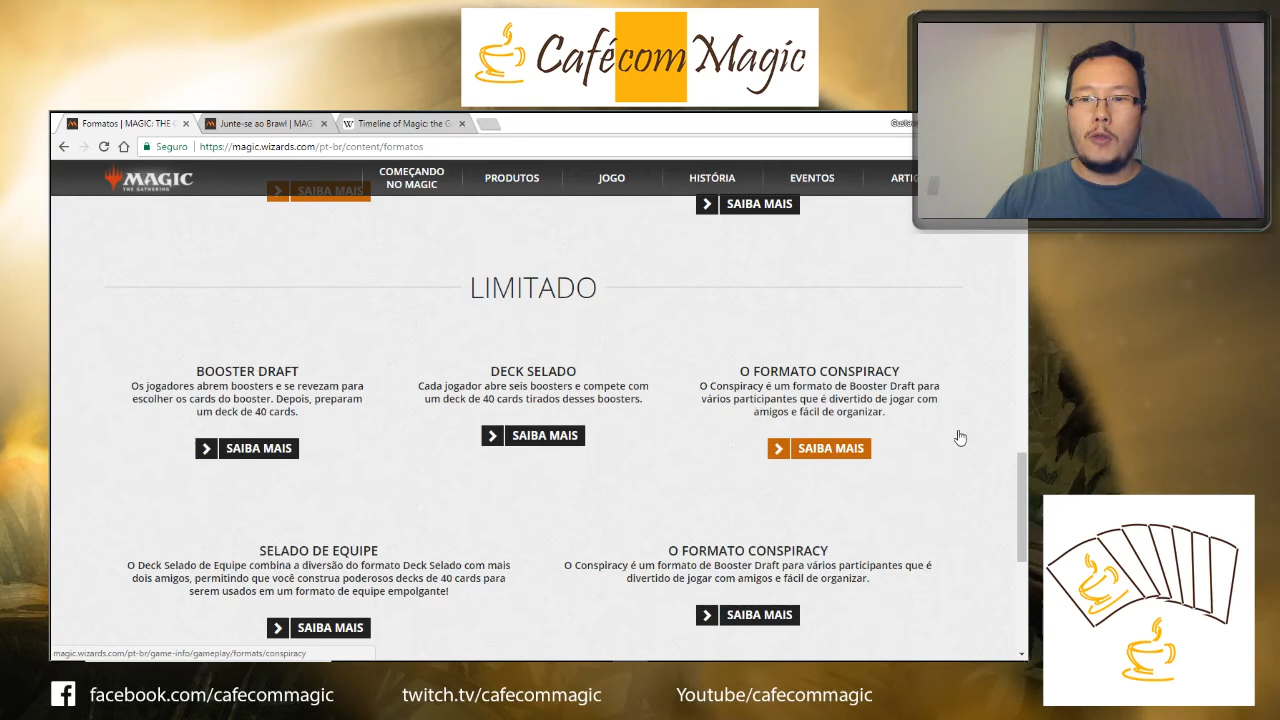 Café com Magic
Formatos | MAGIC: THE G
Junte-se ao Brawl | MAG
Timeline of Magic: the G
Seguro
https://magic.wizards.com/pt-br/content/formatos
MAGIC
THE GATHERING
COMEÇANDO
NO MAGIC
PRODUTOS
JOGO
HISTÓRIA
EVENTOS
SAIBA MAIS
SAIBA MAIS
LIMITADO
BOOSTER DRAFT
Os jogadores abrem boosters e se revezam para
escolher os cards do booster. Depois, preparam
um deck de 40 cards.
SAIBA MAIS
DECK SELADO
Cada jogador abre seis boosters e compete com
um deck de 40 cards tirados desses boosters.
SAIBA MAIS
O FORMATO CONSPIRACY
O Conspiracy é um formato de Booster Draft para
vários participantes que é divertido de jogar com
amigos e fácil de organizar.
SAIBA MAIS
SELADO DE EQUIPE
O Deck Selado de Equipe combina a diversão do formato Deck Selado com mais
dois amigos, permitindo que você construa poderosos decks de 40 cards para
serem usados em um formato de equipe empolgante!
SAIBA MAIS
O FORMATO CONSPIRACY
O Conspiracy é um formato de Booster Draft para vários participantes que é
divertido de jogar com amigos e fácil de organizar.
SAIBA MAIS
magic.wizards.com/pt-br/game-info/gameplay/formats/conspiracy
facebook.com/cafecommagic
twitch.tv/cafecommagic
Youtube/cafecommagic